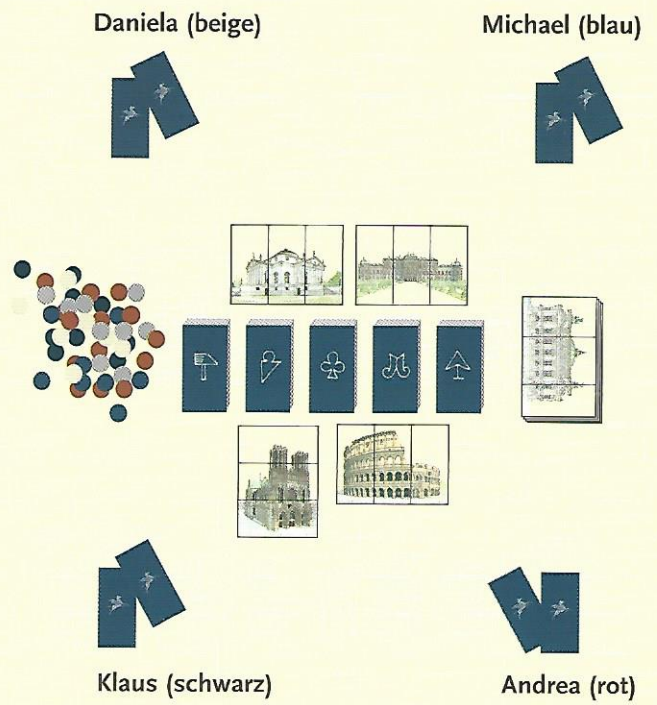 Daniela (beige)
Michael (blau)
Klaus (schwarz)
Andrea (rot)